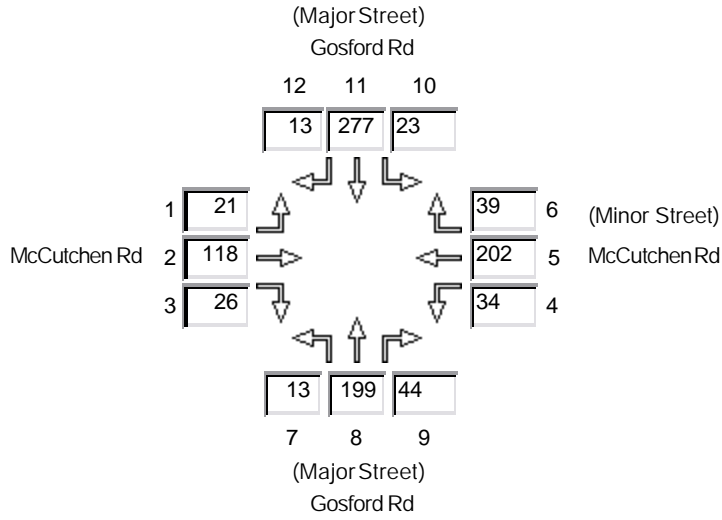 (Major Street)
Gosford Rd
12 11 10
13 277 23
1 21 39 6 (Minor Street)
McCutchen Rd 2 118 202 5 McCutchen Rd
3 26 34 4
13 199 44
7 8 9
(Major Street)
Gosford Rd